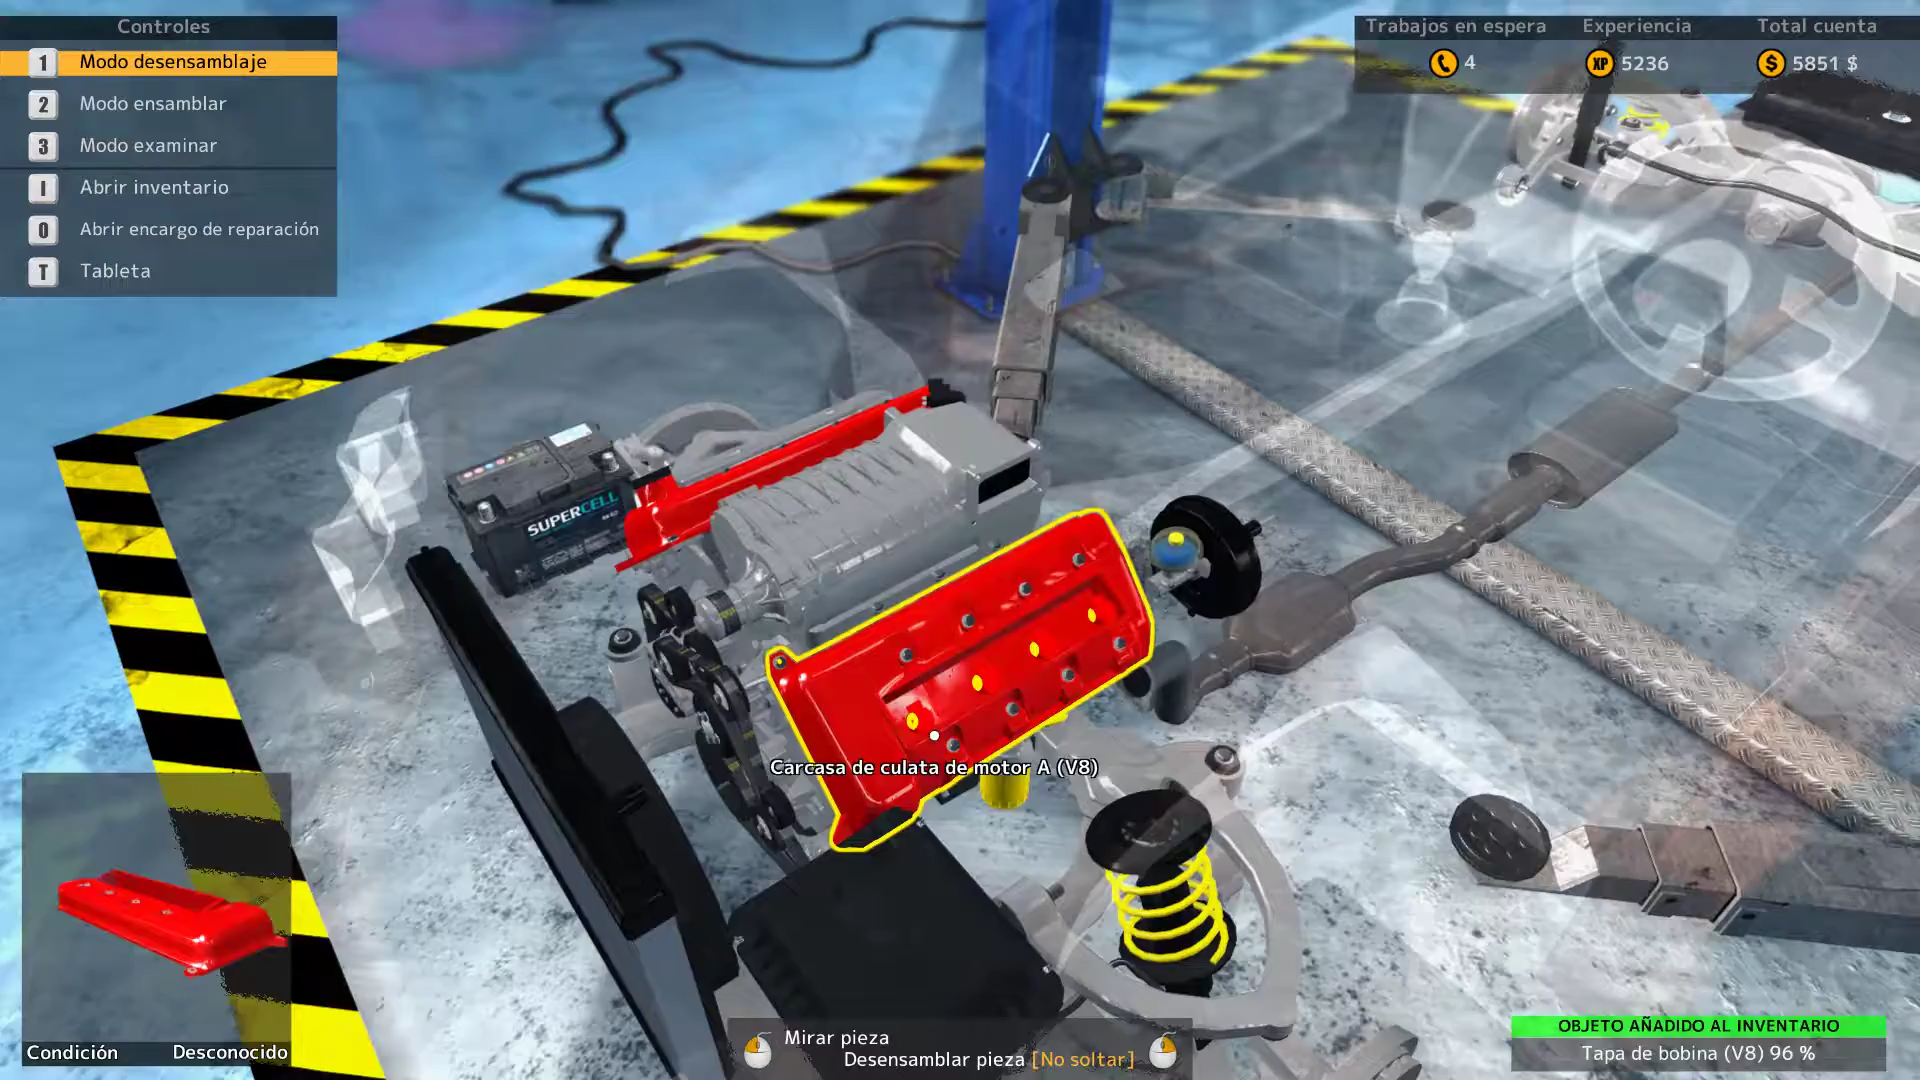 Controles
1 Modo desensamblaje
2 Modo ensamblar
3 Modo examinar
I Abrir inventario
O Abrir encargo de reparación
T Tableta
Trabajos en espera Experiencia Total cuenta
4 XP 5236 $ 5851 $
SUPERCELL
Carcasa de culata de motor A (V8)
Condición Desconocido
Mirar pieza
Desensamblar pieza [No soltar]
OBJETO AÑADIDO AL INVENTARIO
Tapa de bobina (V8) 96 %